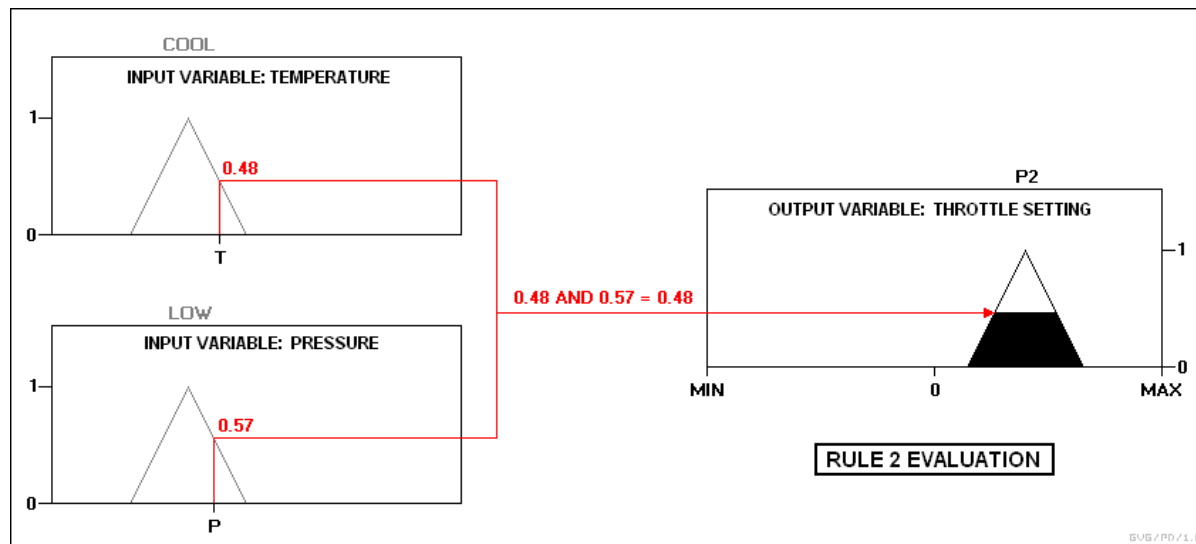 COOL
INPUT VARIABLE: TEMPERATURE
1
0.48
0
T
LOW
INPUT VARIABLE: PRESSURE
1
0.57
0
P
0.48 AND 0.57 = 0.48
P2
OUTPUT VARIABLE: THROTTLE SETTING
1
0
MIN
0
MAX
RULE 2 EVALUATION